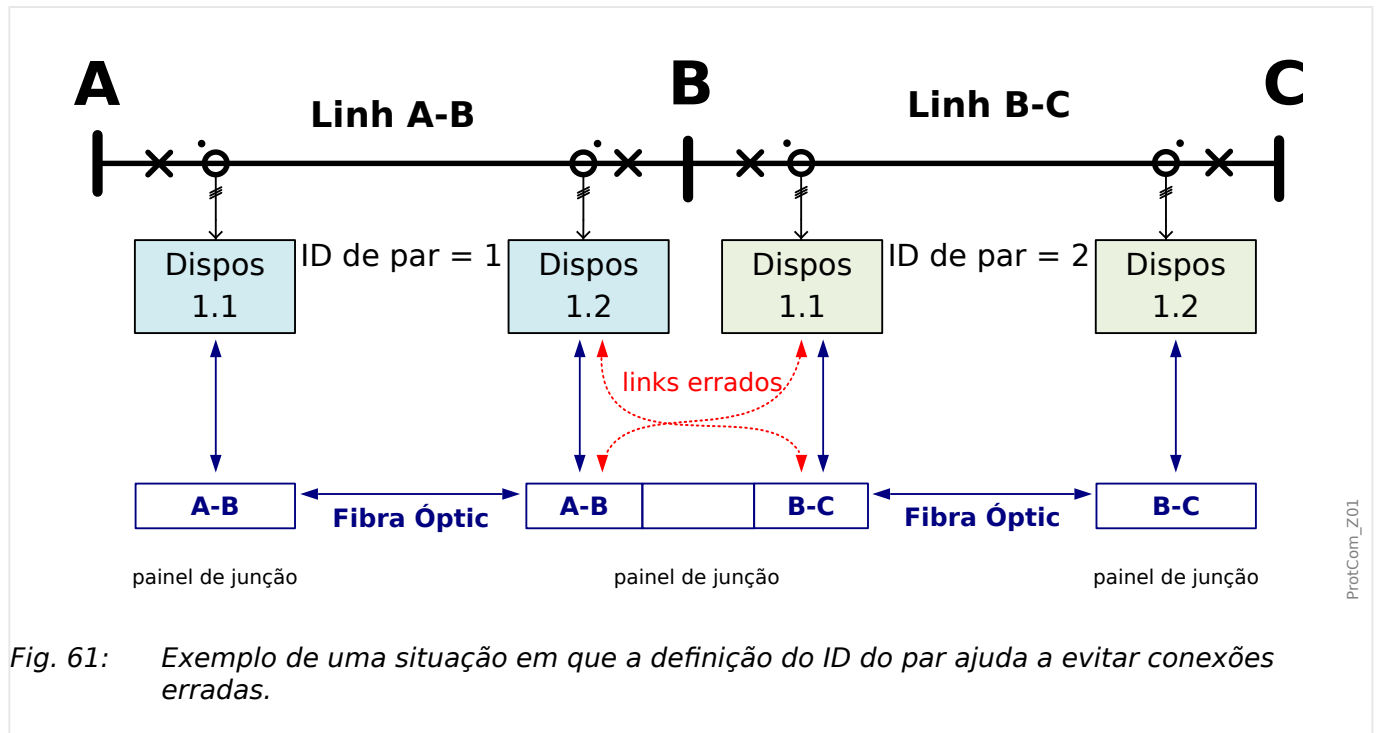 A
B
C
Linh A-B
Linh B-C
Dispos
1.1
ID de par = 1
Dispos
1.2
Dispos
1.1
ID de par = 2
Dispos
1.2
links errados
A-B
Fibra Óptic
A-B
B-C
Fibra Óptic
B-C
painel de junção
painel de junção
painel de junção
ProtCom_Z01
Fig. 61: Exemplo de uma situação em que a definição do ID do par ajuda a evitar conexões
erradas.